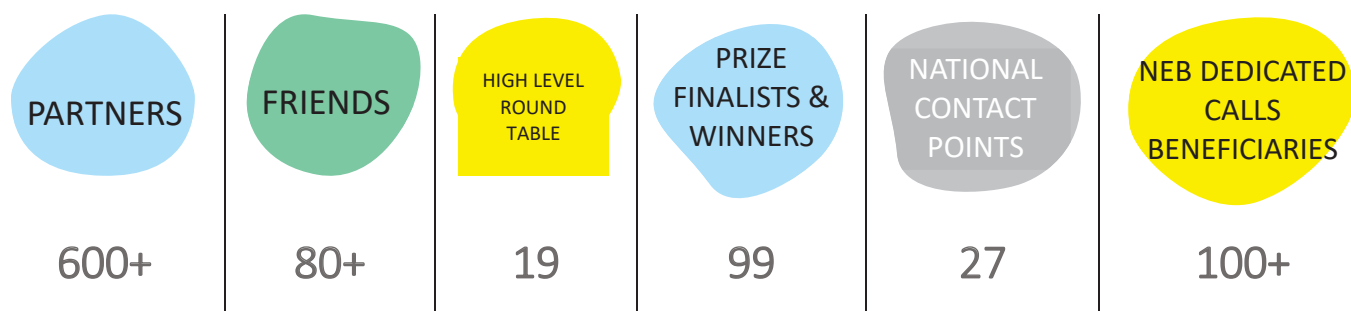 PARTNERS
600+
FRIENDS
80+
HIGH LEVEL
ROUND
TABLE
19
PRIZE
FINALISTS &
WINNERS
99
NATIONAL
CONTACT
POINTS
27
NEB DEDICATED
CALLS
BENEFICIARIES
100+